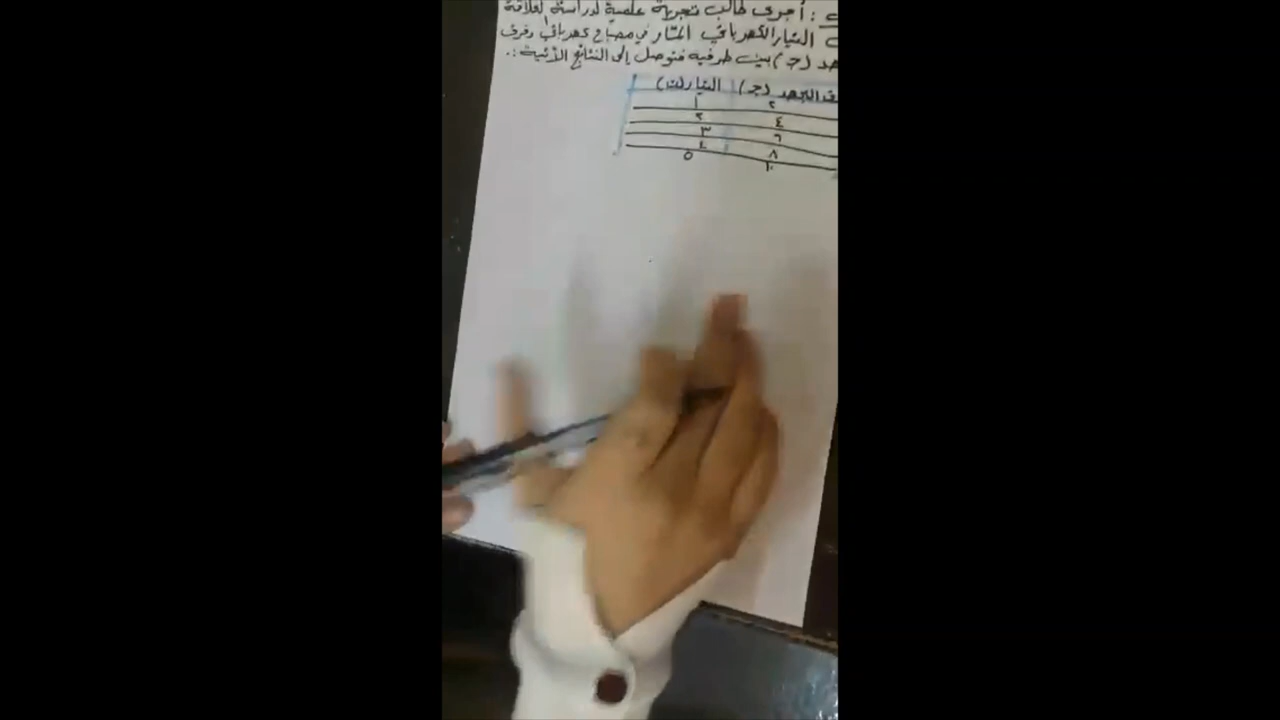 : أجرى طالب تجربة علمية لدراسة العلاقة
التيار الكهربائي المار في مصباح كهربائي وفرق
(جـ) بين طرفيه فتوصل إلى النتائج الآتية :.
الجهد (جـ) التيار (ت)
٢ ١
٤ ٢
٦ ٣
٨ ٤
١٠ ٥